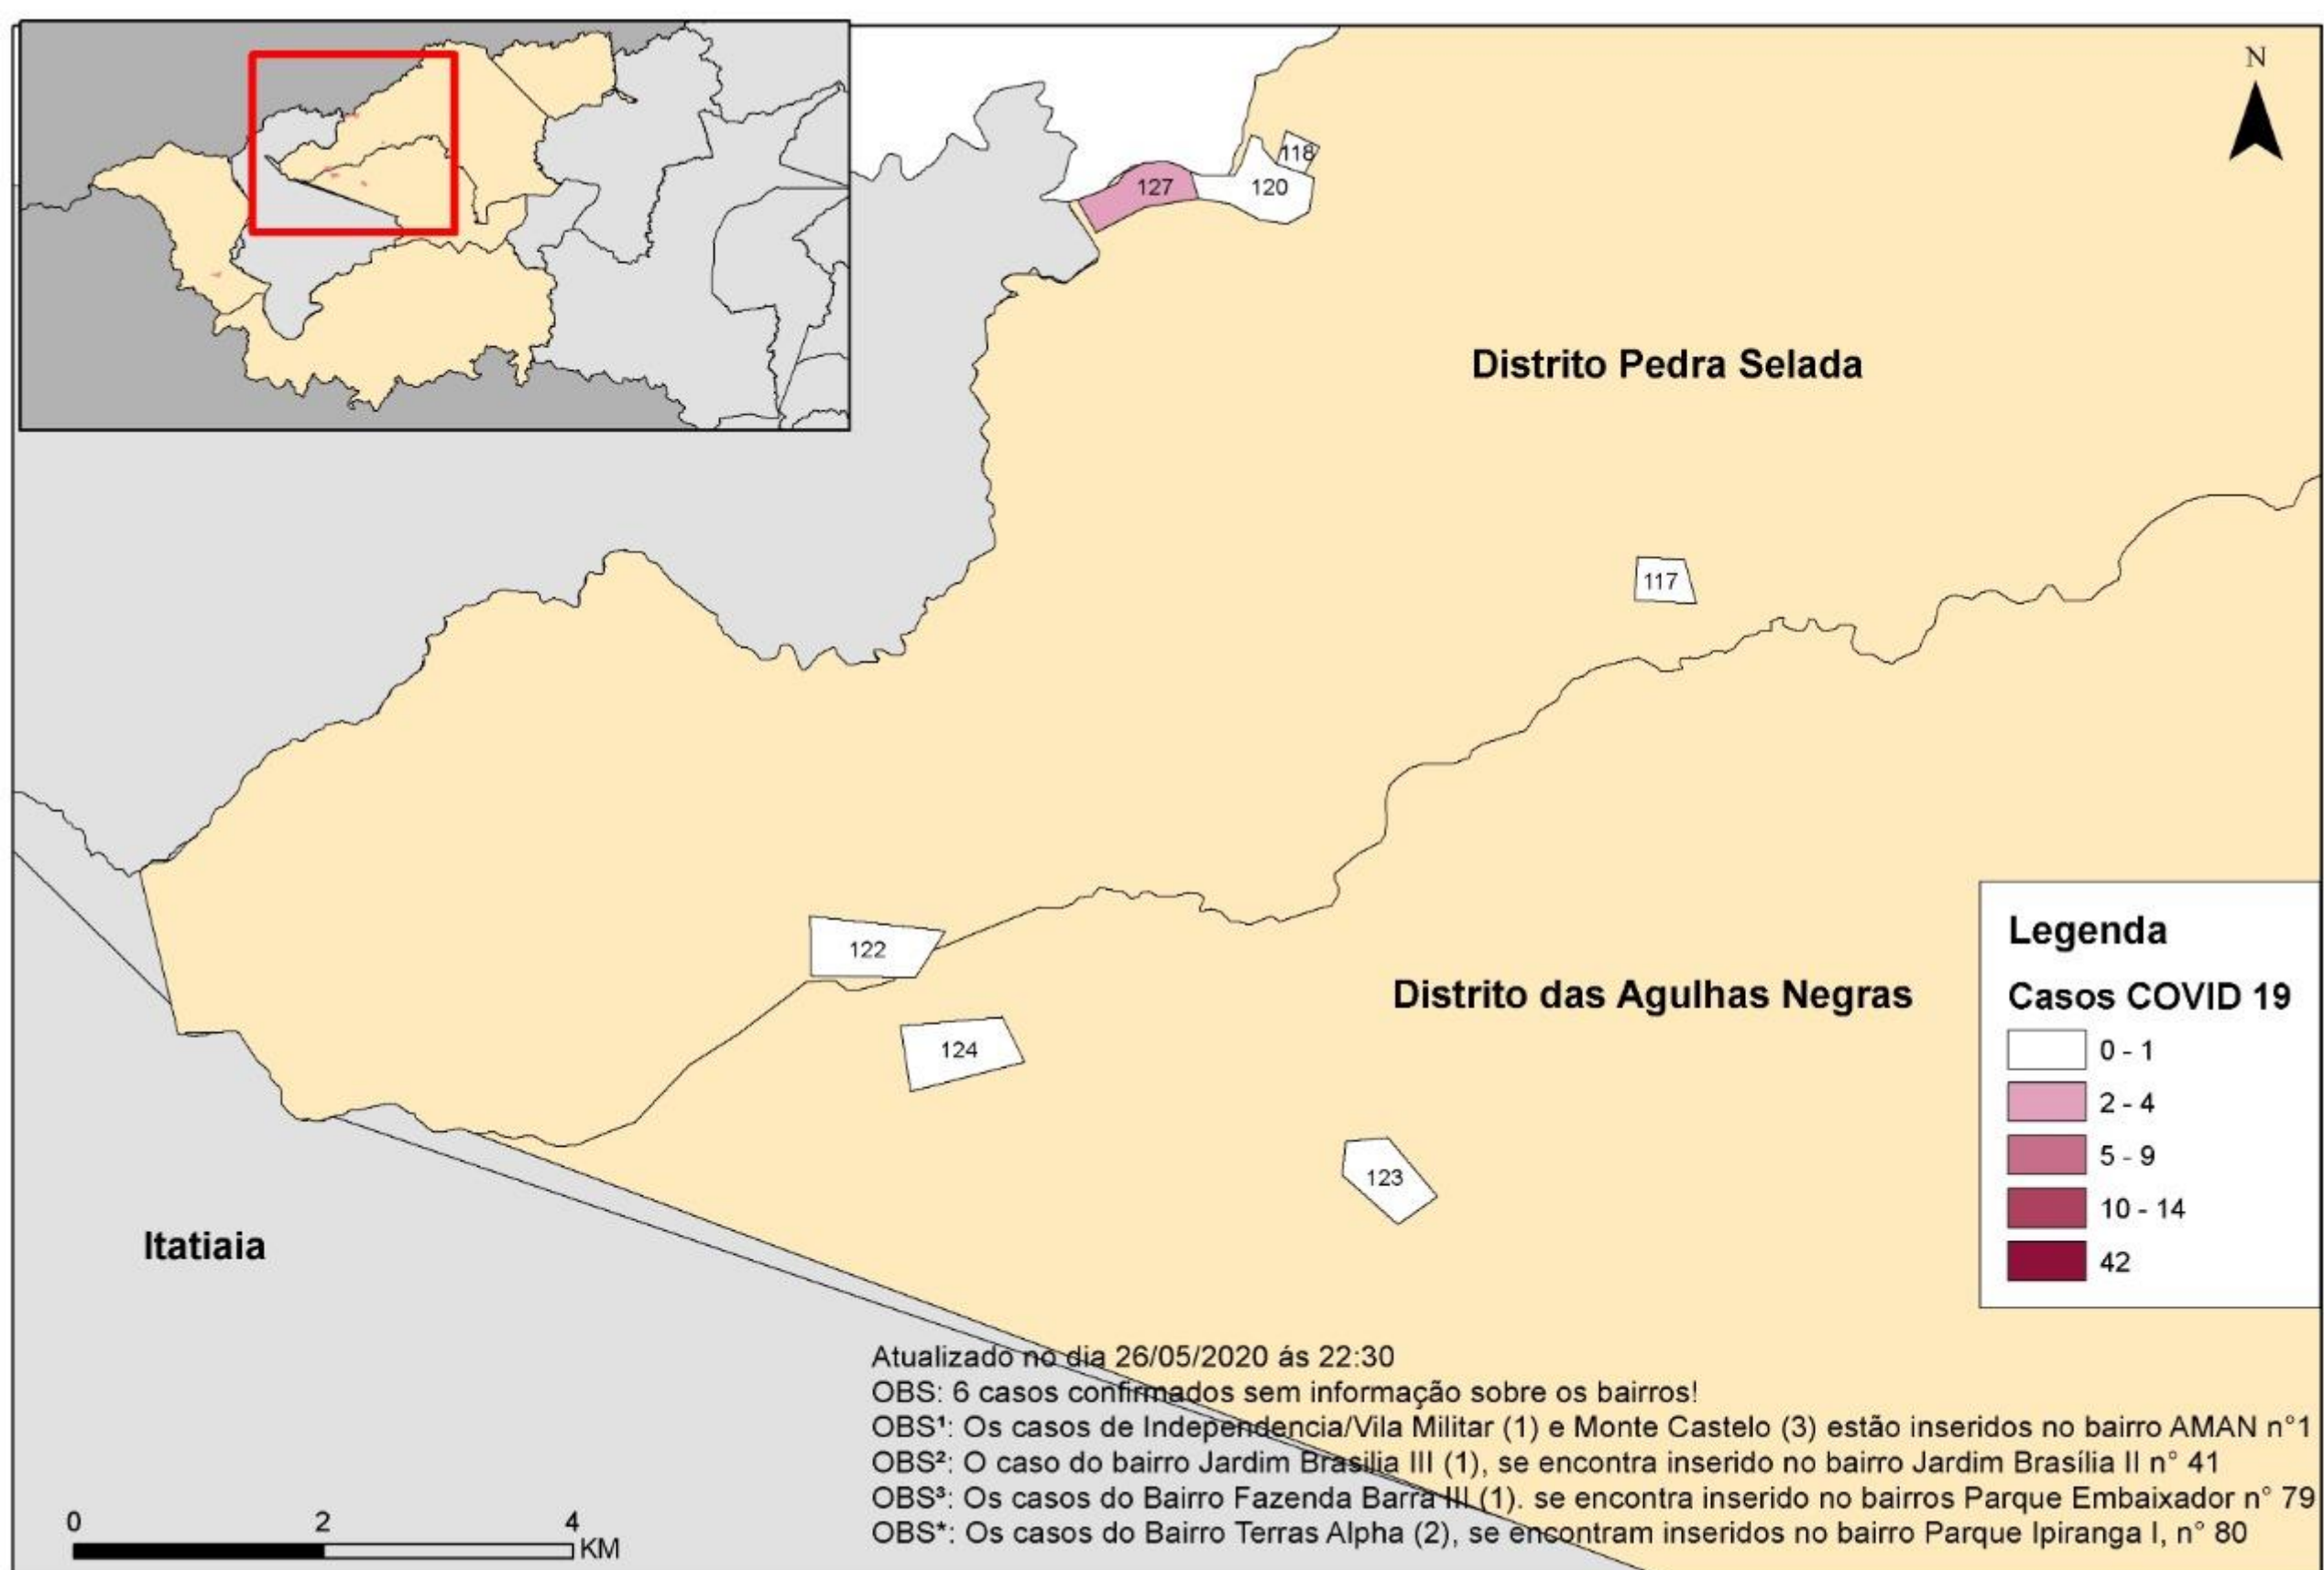 N
118
127
120
Distrito Pedra Selada
117
122
Distrito das Agulhas Negras
124
123
Itatiaia
Legenda
Casos COVID 19
0 - 1
2 - 4
5 - 9
10 - 14
42
Atualizado no dia 26/05/2020 ás 22:30
OBS: 6 casos confirmados sem informação sobre os bairros!
OBS¹: Os casos de Independencia/Vila Militar (1) e Monte Castelo (3) estão inseridos no bairro AMAN n°1
OBS²: O caso do bairro Jardim Brasilia III (1), se encontra inserido no bairro Jardim Brasília II n° 41
OBS³: Os casos do Bairro Fazenda Barra III (1). se encontra inserido no bairros Parque Embaixador n° 79
OBS*: Os casos do Bairro Terras Alpha (2), se encontram inseridos no bairro Parque Ipiranga I, n° 80
0 2 4
KM